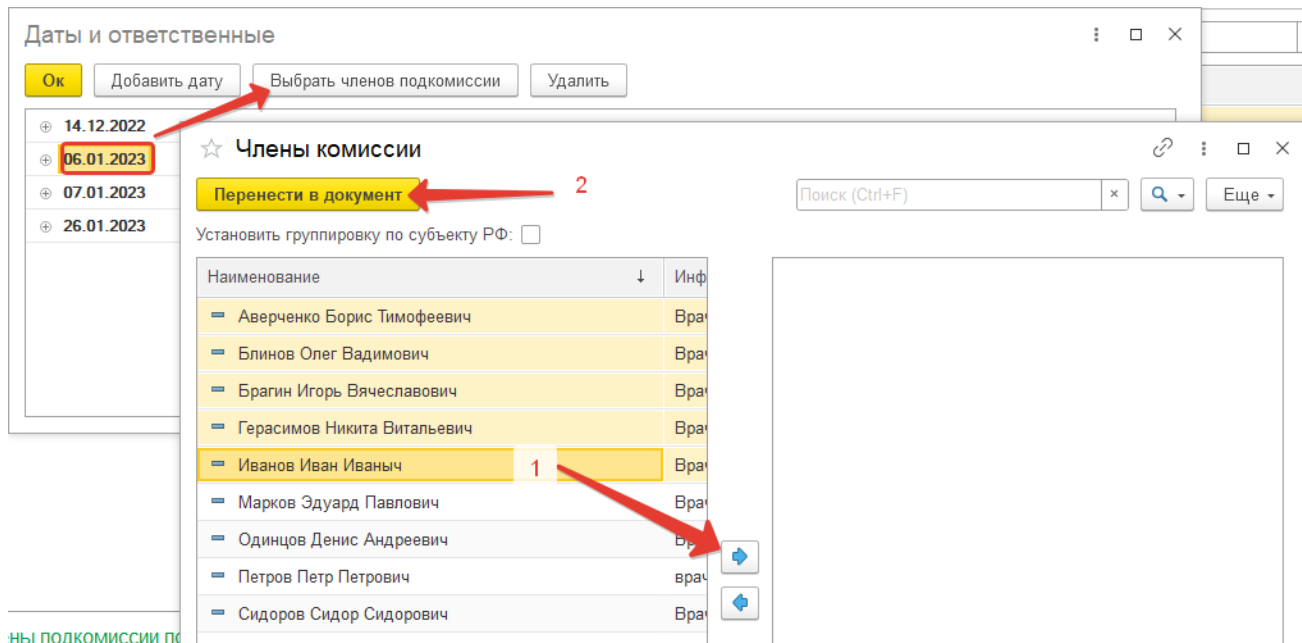 Даты и ответственные
Ок Добавить дату Выбрать членов подкомиссии Удалить
14.12.2022
06.01.2023
07.01.2023
26.01.2023
Члены комиссии
Перенести в документ 2 Поиск (Ctrl+F) × Еще
Установить группировку по субъекту РФ:
Наименование ↓ Инф
Аверченко Борис Тимофеевич Врач
Блинов Олег Вадимович Врач
Брагин Игорь Вячеславович Врач
Герасимов Никита Витальевич Врач
Иванов Иван Иваныч 1 Врач
Марков Эдуард Павлович Врач
Одинцов Денис Андреевич
Петров Петр Петрович врач
Сидоров Сидор Сидорович Врач
ны подкомиссии по